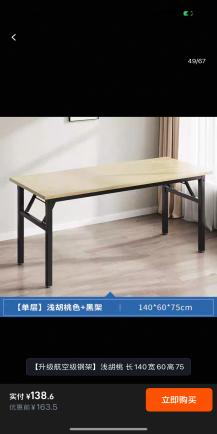 49/67
【单层】浅胡桃色+黑架 | 140*60*75cm
【升级航空级钢架】浅胡桃 长140宽60高75
实付 ¥138.6
优惠前 ¥163.5
立即购买